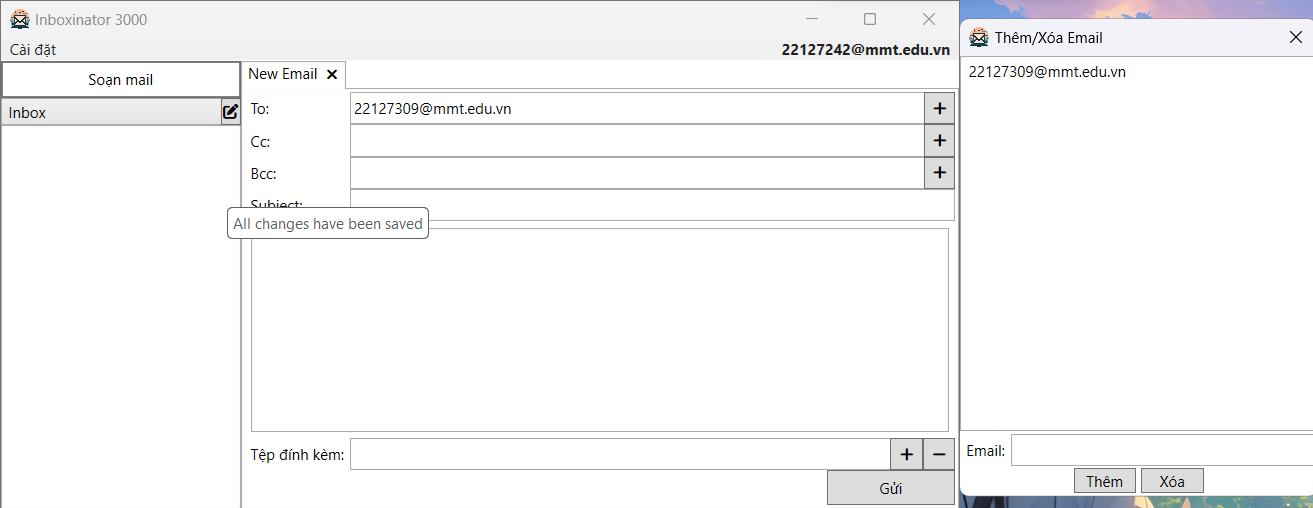 Inboxinator 3000
Cài đặt
22127242@mmt.edu.vn
Soạn mail
Inbox
New Email
To:
22127309@mmt.edu.vn
Cc:
Bcc:
Subject:
All changes have been saved
Tệp đính kèm:
Gửi
Thêm/Xóa Email
22127309@mmt.edu.vn
Email:
Thêm
Xóa